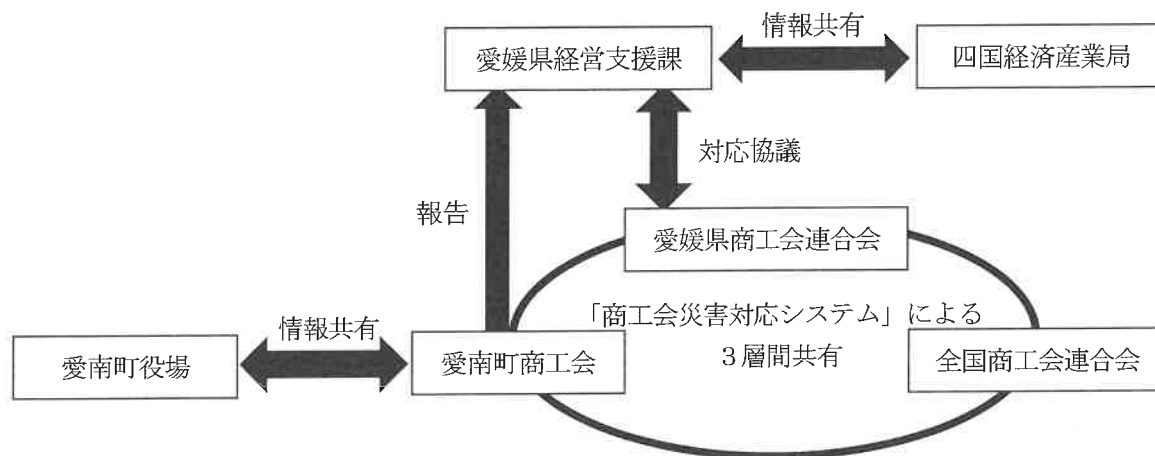 情報共有
愛媛県経営支援課
四国経済産業局
対応協議
報告
愛媛県商工会連合会
「商工会災害対応システム」による
3層間共有
情報共有
愛南町役場
愛南町商工会
全国商工会連合会